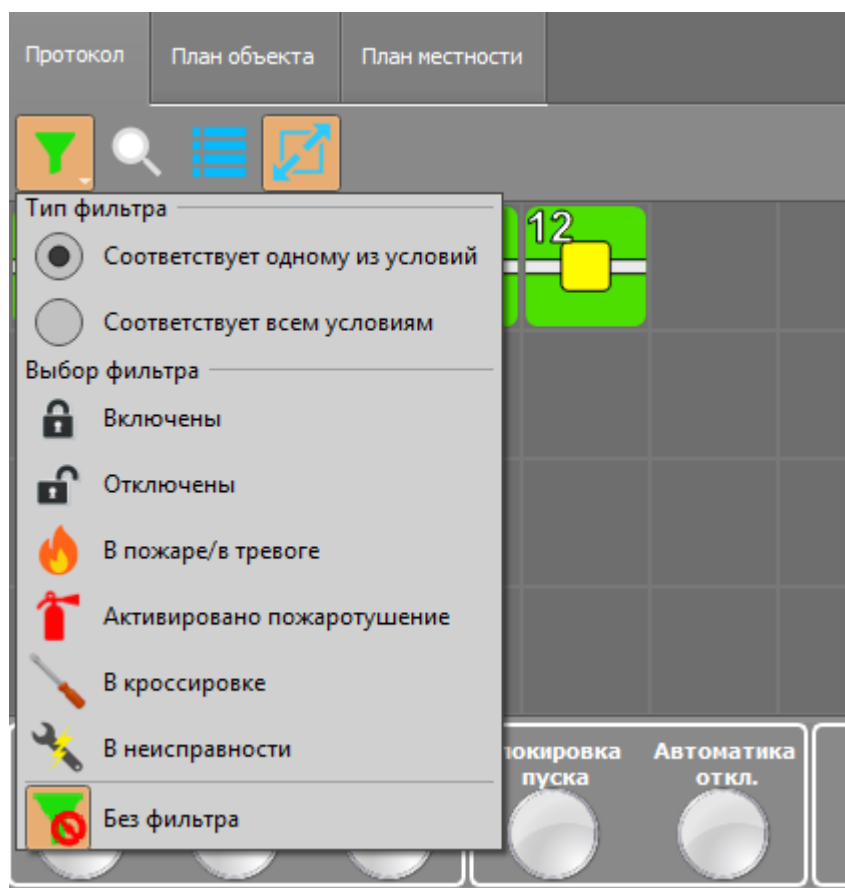 Протокол План объекта План местности
Тип фильтра
12
Соответствует одному из условий
Соответствует всем условиям
Выбор фильтра
Включены
Отключены
В пожаре/в тревоге
Активировано пожаротушение
В кроссировке
В неисправности
Без фильтра
пуска
Автоматика
откл.